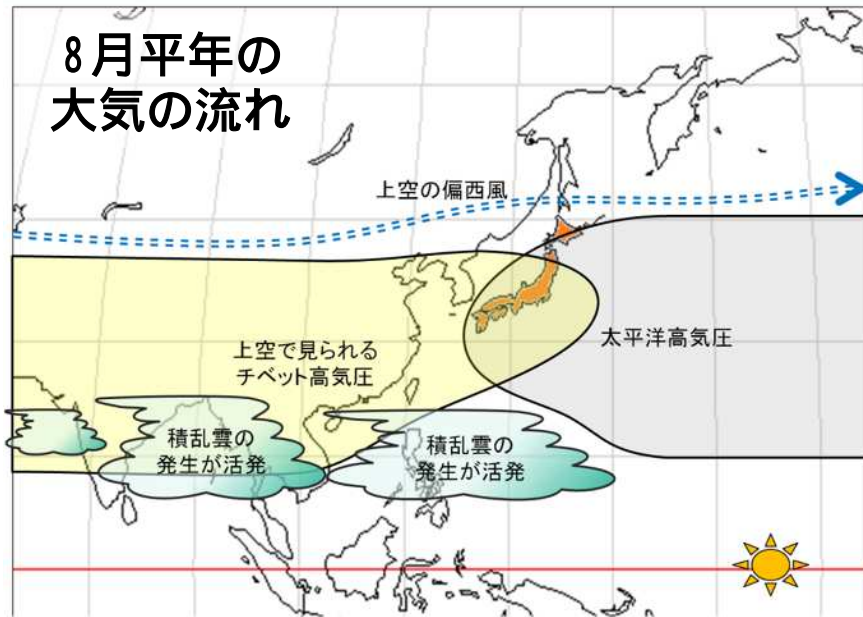 8月平年の
大気の流れ
上空の偏西風
太平洋高気圧
上空で見られる
チベット高気圧
積乱雲の
発生が活発
積乱雲の
発生が活発